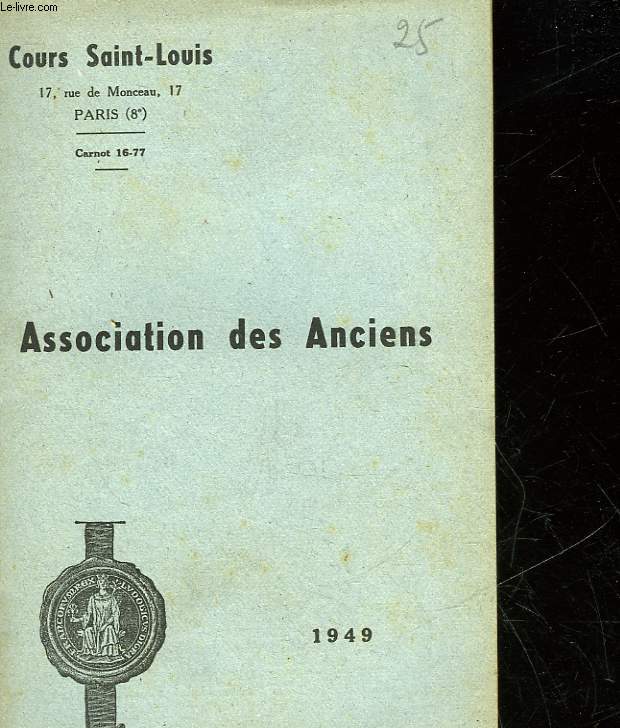 Le-livre.com
25
Cours Saint-Louis
17, rue de Monceau, 17
PARIS (8e)
Carnot 16-77
Association des Anciens
1949